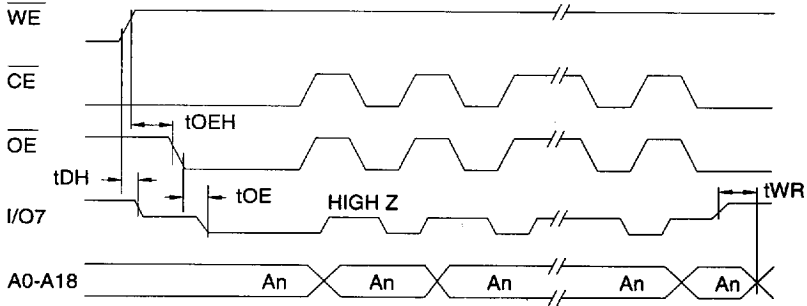 WE
CE
tOEH
OE
tDH
tOE
tWR
I/O7
HIGH Z
A0-A18 An An An An An